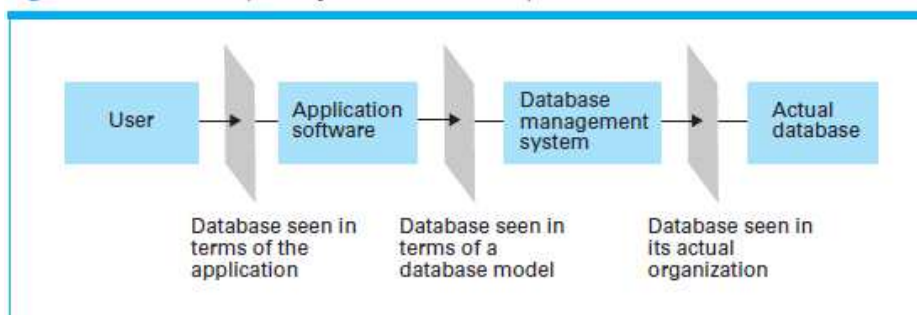 User
Application
software
Database
management
system
Actual
database
Database seen in
terms of the
application
Database seen in
terms of a
database model
Database seen in
its actual
organization